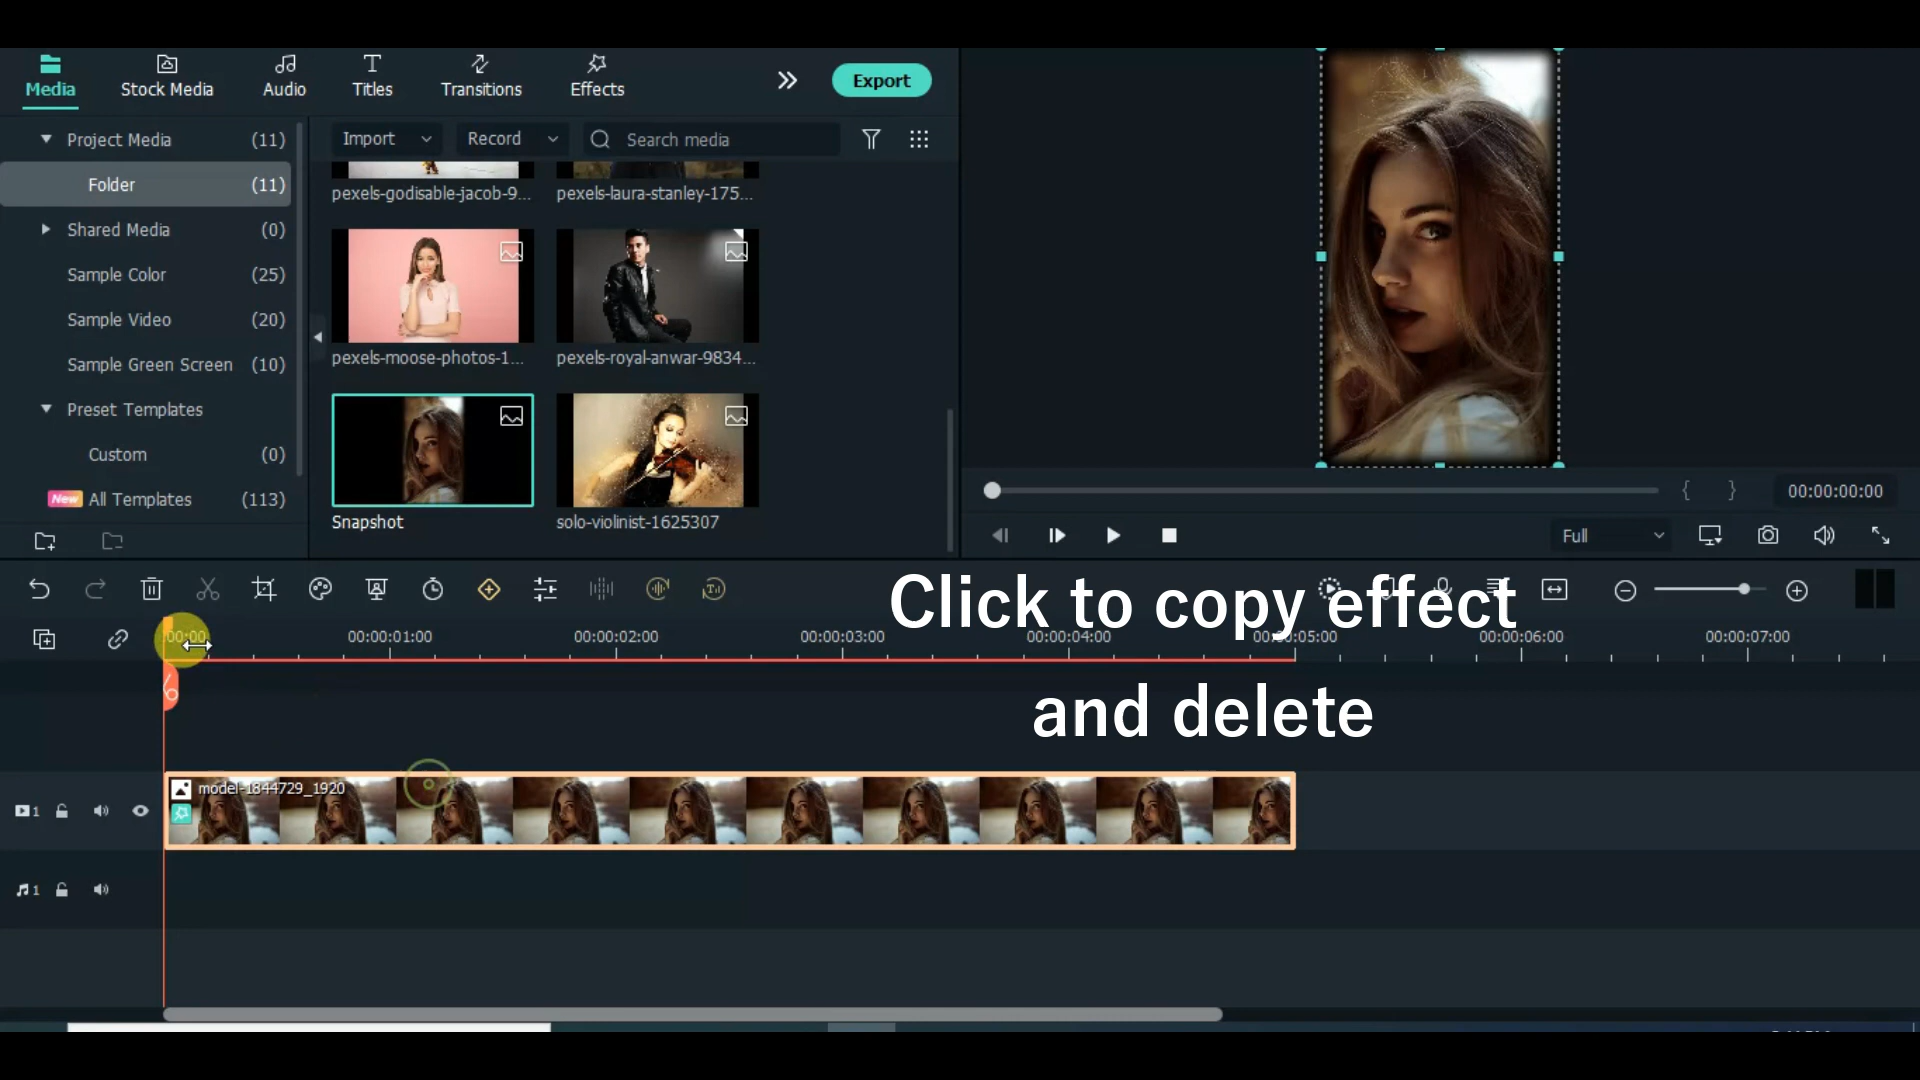 Media
Stock Media
Audio
Titles
Transitions
Effects
Export
Project Media (11)
Folder (11)
Shared Media (0)
Sample Color (25)
Sample Video (20)
Sample Green Screen (10)
Preset Templates
Custom (0)
New All Templates (113)
Import
Record
Search media
pexels-godisable-jacob-9...
pexels-laura-stanley-175...
pexels-moose-photos-1...
pexels-royal-anwar-9834...
Snapshot
solo-violinist-1625307
{ }
00:00:00:00
Full
Click to copy effect
and delete
:00:00
00:00:01:00
00:00:02:00
00:00:03:00
00:00:04:00
00:00:05:00
00:00:06:00
00:00:07:00
model-1844729_1920
1
1